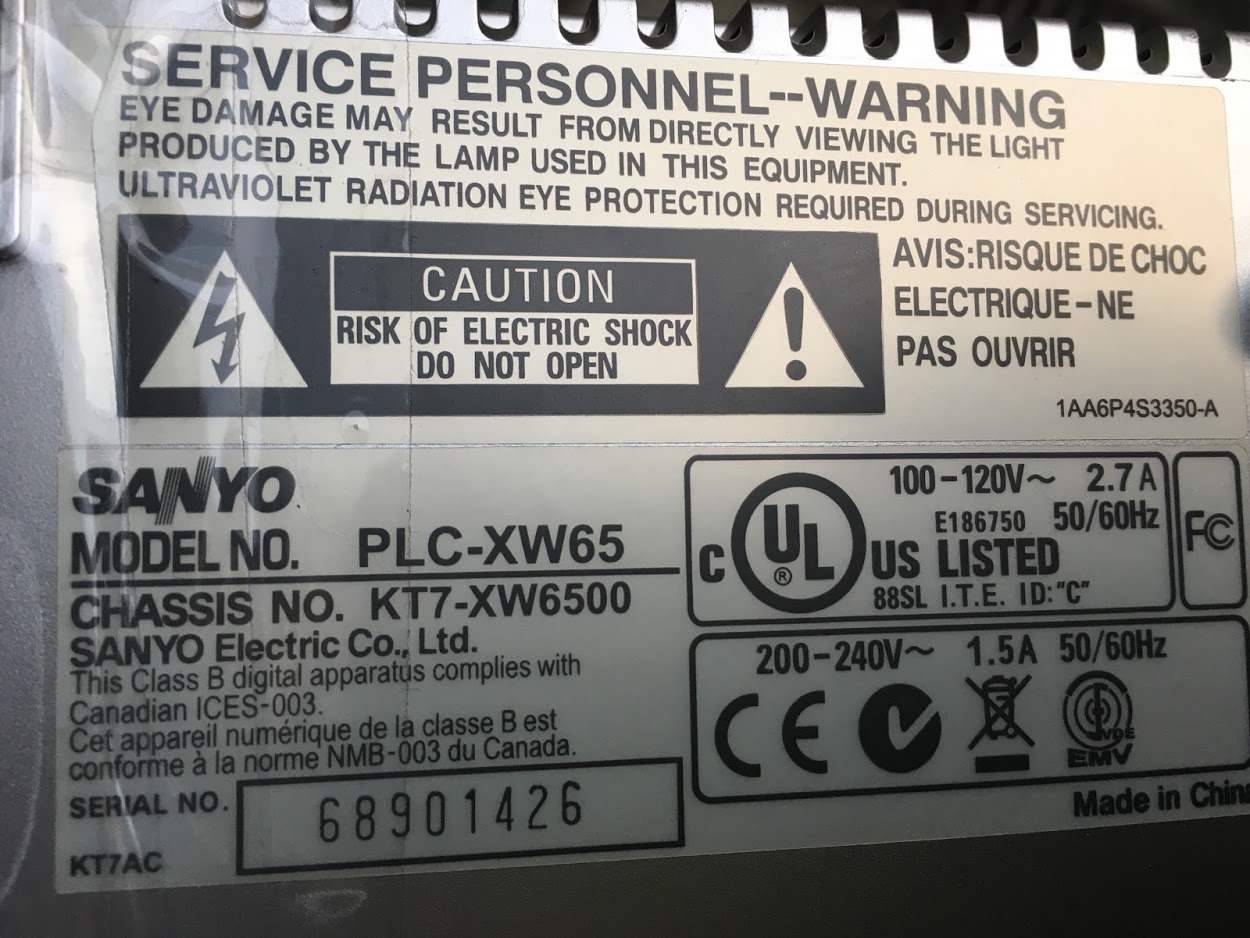 SERVICE PERSONNEL--WARNING
EYE DAMAGE MAY RESULT FROM DIRECTLY VIEWING THE LIGHT
PRODUCED BY THE LAMP USED IN THIS EQUIPMENT.
ULTRAVIOLET RADIATION EYE PROTECTION REQUIRED DURING SERVICING.
CAUTION
RISK OF ELECTRIC SHOCK
DO NOT OPEN
AVIS:RISQUE DE CHOC
ELECTRIQUE-NE
PAS OUVRIR
1AA6P4S3350-A
SANYO
MODEL NO. PLC-XW65
CHASSIS NO. KT7-XW6500
SANYO Electric Co., Ltd.
This Class B digital apparatus complies with
Canadian ICES-003.
Cet appareil numérique de la classe B est
conforme à la norme NMB-003 du Canada.
SERIAL NO. 68901426
KT7AC
100-120V~ 2.7A
E186750 50/60Hz
C UL® US LISTED
88SL I.T.E. ID:"C"
FC
200-240V~ 1.5A 50/60Hz
CE
VDE
EMV
Made in China